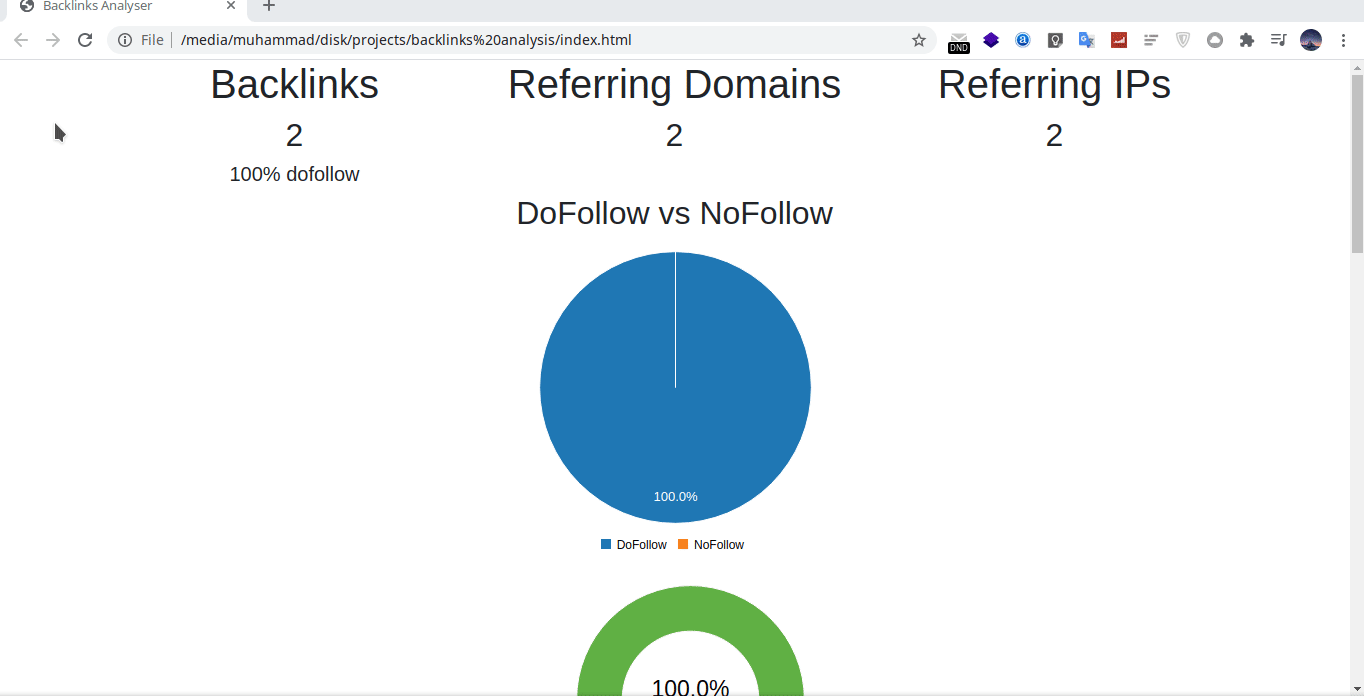 Backlinks Analyser
File /media/muhammad/disk/projects/backlinks%20analysis/index.html
DND
Backlinks Referring Domains Referring IPs
2 2 2
100% dofollow
DoFollow vs NoFollow
100.0%
DoFollow NoFollow
100.0%